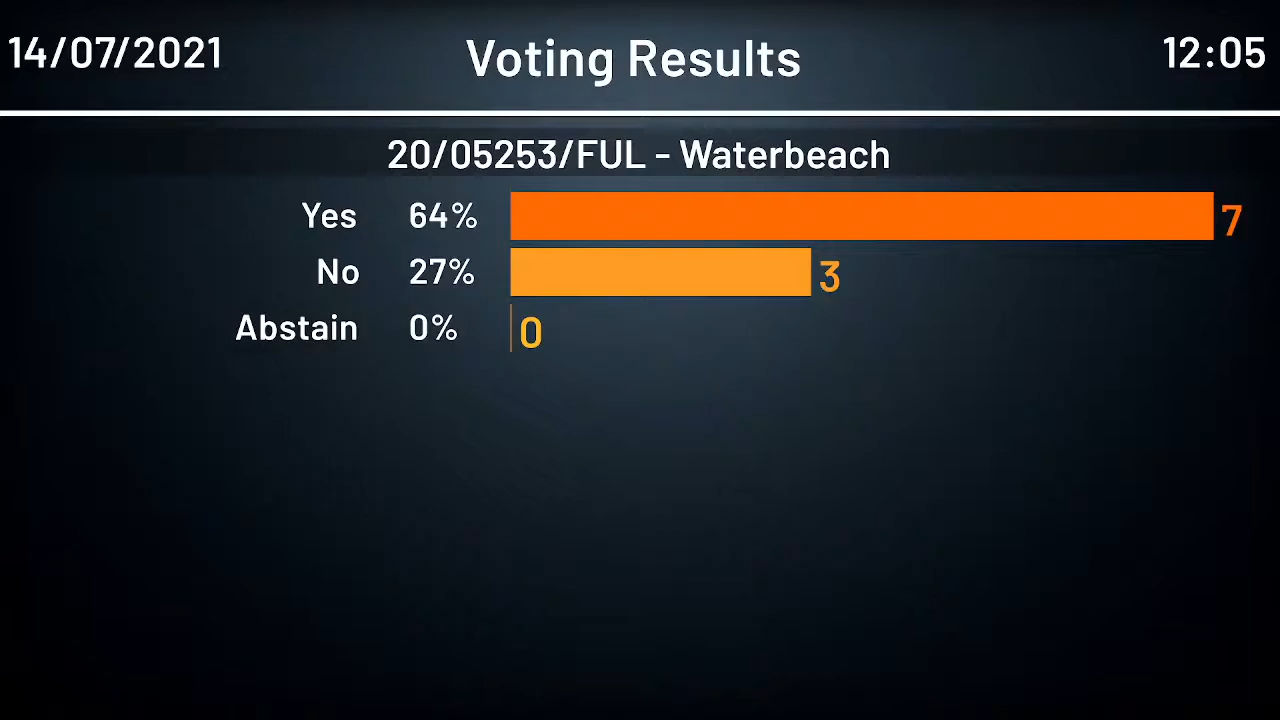 14/07/2021 Voting Results 12:05
20/05253/FUL - Waterbeach
Yes 64% 7
No 27% 3
Abstain 0% 0